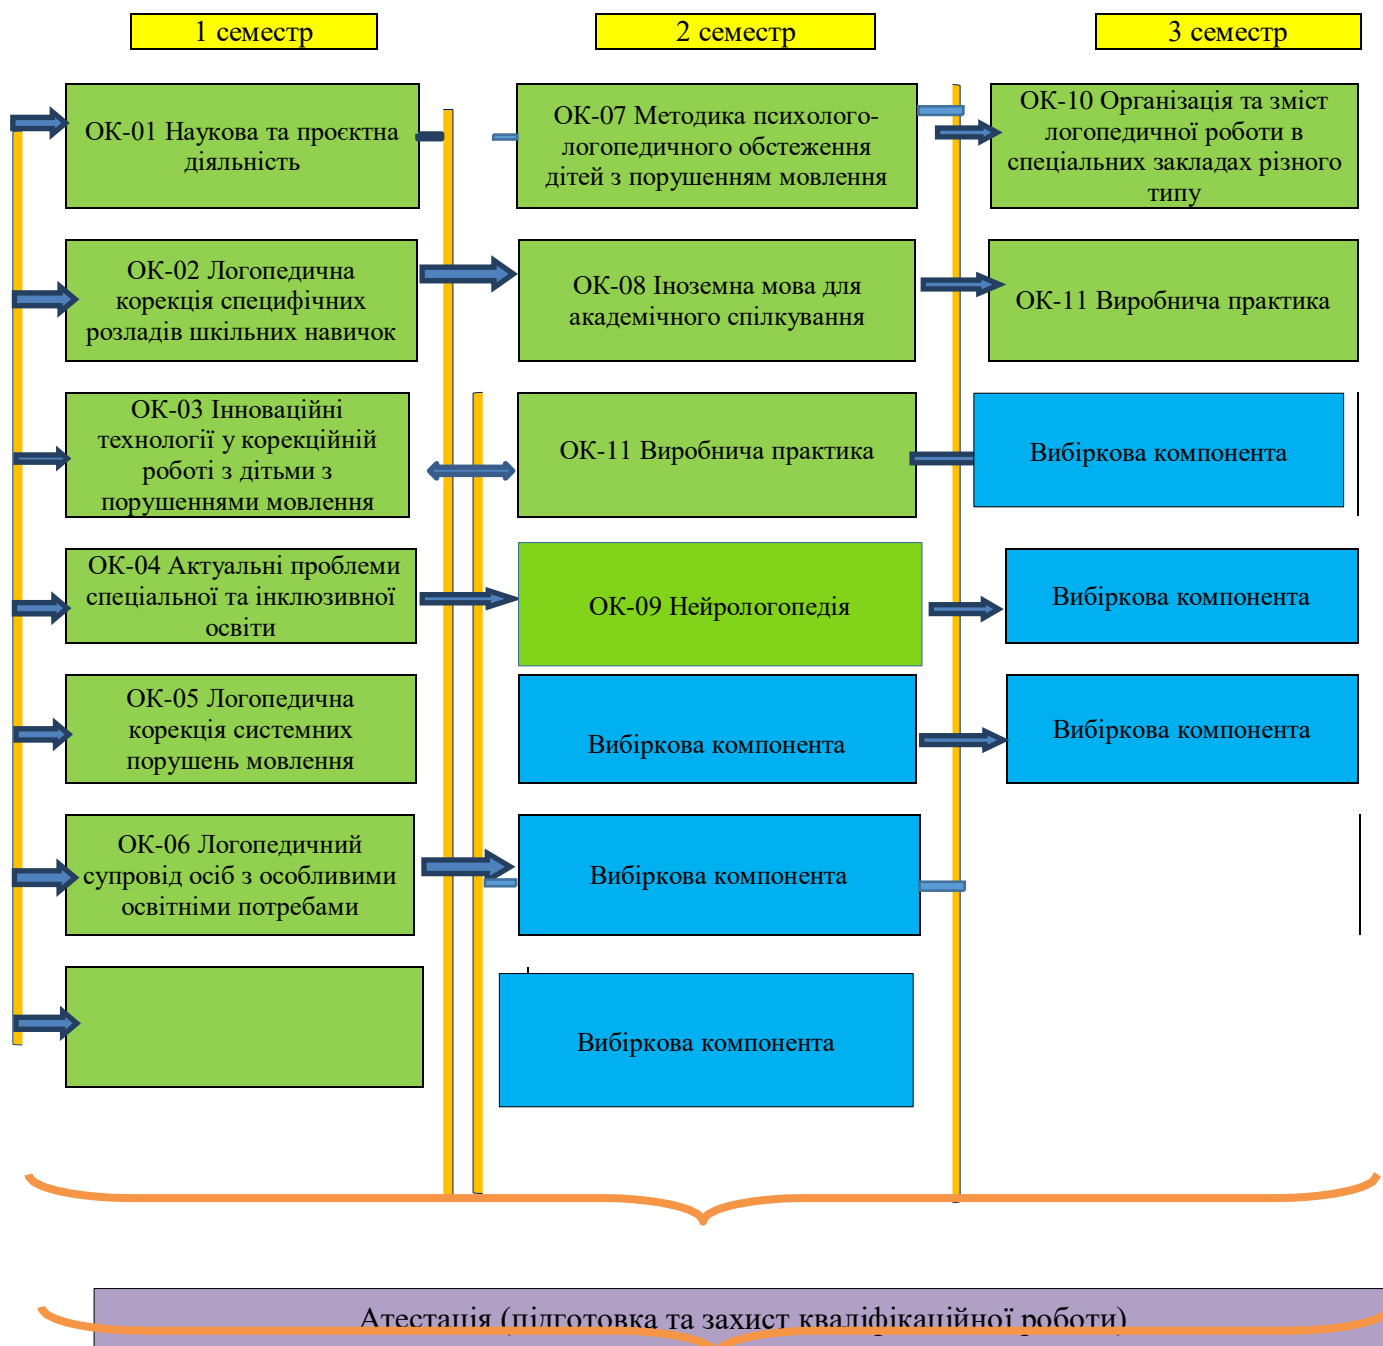 1 семестр
2 семестр
3 семестр
ОК-01 Наукова та проєктна
діяльність
ОК-07 Методика психолого-
логопедичного обстеження
дітей з порушенням мовлення
ОК-10 Організація та зміст
логопедичної роботи в
спеціальних закладах різного
типу
ОК-02 Логопедична
корекція специфічних
розладів шкільних навичок
ОК-08 Іноземна мова для
академічного спілкування
ОК-11 Виробнича практика
ОК-03 Інноваційні
технології у корекційній
роботі з дітьми з
порушеннями мовлення
ОК-11 Виробнича практика
Вибіркова компонента
ОК-04 Актуальні проблеми
спеціальної та інклюзивної
освіти
ОК-09 Нейрологопедія
Вибіркова компонента
ОК-05 Логопедична
корекція системних
порушень мовлення
Вибіркова компонента
Вибіркова компонента
ОК-06 Логопедичний
супровід осіб з особливими
освітніми потребами
Вибіркова компонента
Вибіркова компонента
Атестація (підготовка та захист кваліфікаційної роботи)